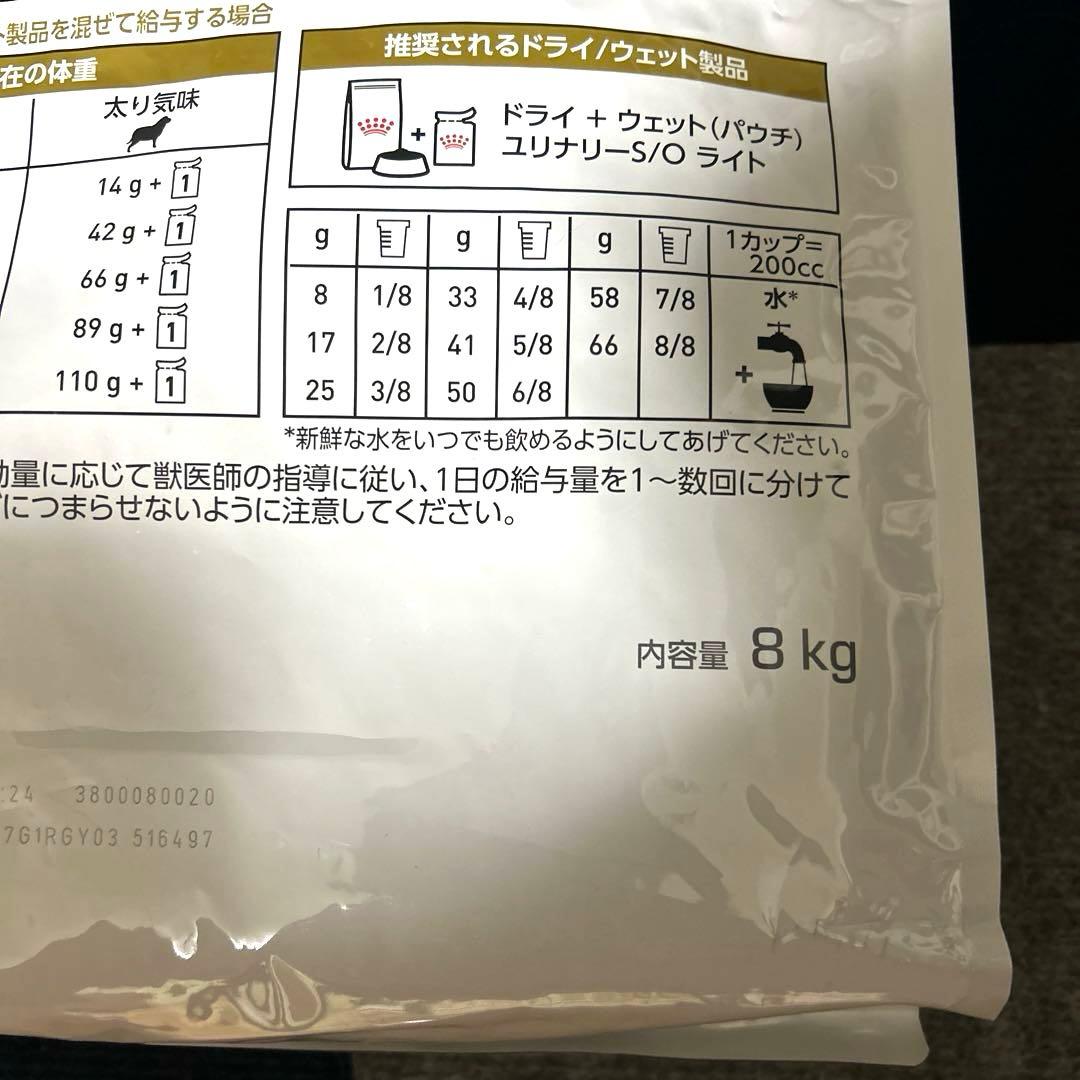 製品を混ぜて給与する場合
在の体重
太り気味
14 g + 1
42 g + 1
66 g + 1
89 g + 1
110 g + 1
推奨されるドライ/ウェット製品
ドライ + ウェット(パウチ)
ユリナリーS/O ライト
g g g 1カップ=
200cc
8 1/8 33 4/8 58 7/8 水*
17 2/8 41 5/8 66 8/8
25 3/8 50 6/8
+
*新鮮な水をいつでも飲めるようにしてあげてください。
量に応じて獣医師の指導に従い、1日の給与量を1〜数回に分けて
につまらせないように注意してください。
内容量 8 kg
:24 3800080020
7G1RGY03 516497